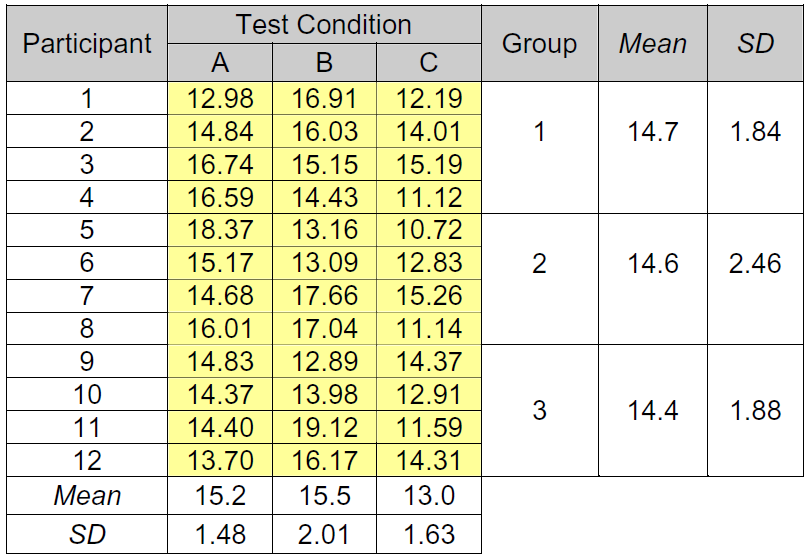 Participant Test Condition Group Mean SD
A B C
1 12.98 16.91 12.19
2 14.84 16.03 14.01 1 14.7 1.84
3 16.74 15.15 15.19
4 16.59 14.43 11.12
5 18.37 13.16 10.72
6 15.17 13.09 12.83 2 14.6 2.46
7 14.68 17.66 15.26
8 16.01 17.04 11.14
9 14.83 12.89 14.37
10 14.37 13.98 12.91 3 14.4 1.88
11 14.40 19.12 11.59
12 13.70 16.17 14.31
Mean 15.2 15.5 13.0
SD 1.48 2.01 1.63